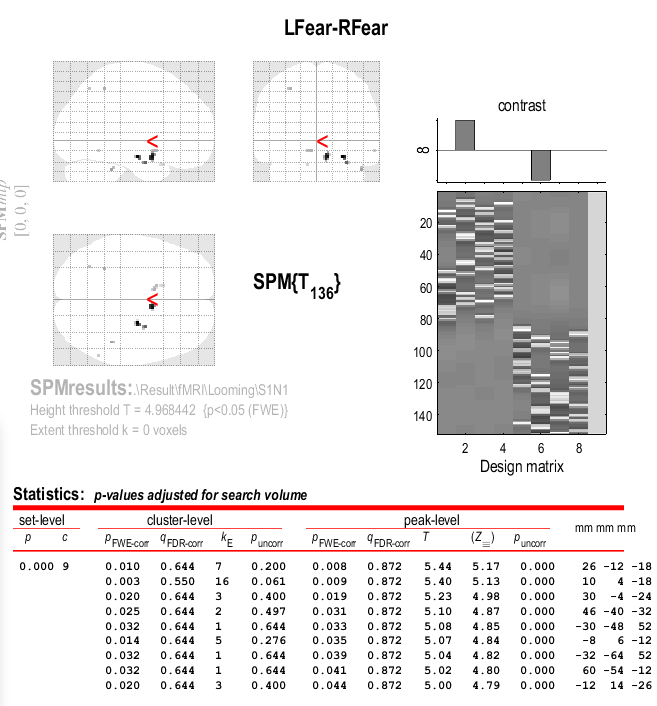 LFear-RFear
contrast
8
SPMmip
[0, 0, 0]
<
<
<
SPM{T136}
20
40
60
80
100
120
140
2 4 6 8
Design matrix
SPMresults: .\Result\fMRI\Looming\S1N1
Height threshold T = 4.968442 {p<0.05 (FWE)}
Extent threshold k = 0 voxels
Statistics: p-values adjusted for search volume
set-level cluster-level peak-level mm mm mm
p c pFWE-corr qFDR-corr kE puncorr pFWE-corr qFDR-corr T (Z≡) puncorr
0.000 9 0.010 0.644 7 0.200 0.008 0.872 5.44 5.17 0.000 26 -12 -18
0.003 0.550 16 0.061 0.009 0.872 5.40 5.13 0.000 10 4 -18
0.020 0.644 3 0.400 0.019 0.872 5.23 4.98 0.000 30 -4 -24
0.025 0.644 2 0.497 0.031 0.872 5.10 4.87 0.000 46 -40 -32
0.032 0.644 1 0.644 0.033 0.872 5.08 4.85 0.000 -30 -48 52
0.014 0.644 5 0.276 0.035 0.872 5.07 4.84 0.000 -8 6 -12
0.032 0.644 1 0.644 0.039 0.872 5.04 4.82 0.000 -32 -64 52
0.032 0.644 1 0.644 0.041 0.872 5.02 4.80 0.000 60 -54 -12
0.020 0.644 3 0.400 0.044 0.872 5.00 4.79 0.000 -12 14 -26